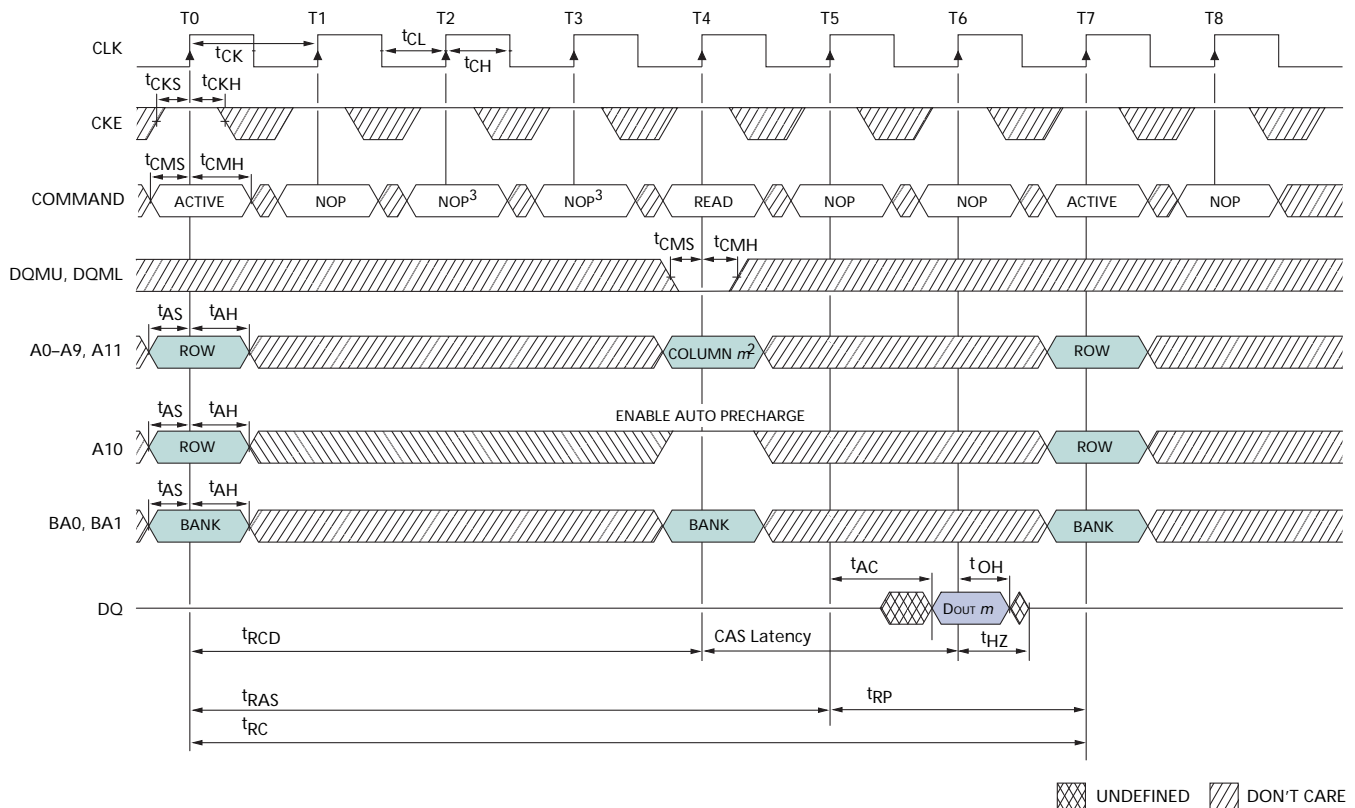 T0 T1 T2 T3 T4 T5 T6 T7 T8
CLK tCK tCL tCH
tCKS tCKH
CKE
tCMS tCMH
COMMAND ACTIVE NOP NOP3 NOP3 READ NOP NOP ACTIVE NOP
tCMS tCMH
DQMU, DQML
tAS tAH
A0–A9, A11 ROW COLUMN m2 ROW
ENABLE AUTO PRECHARGE
tAS tAH
A10 ROW ROW
tAS tAH
BA0, BA1 BANK BANK BANK
tAC tOH
DQ DOUT m
tRCD CAS Latency tHZ
tRAS tRP
tRC
UNDEFINED DON'T CARE